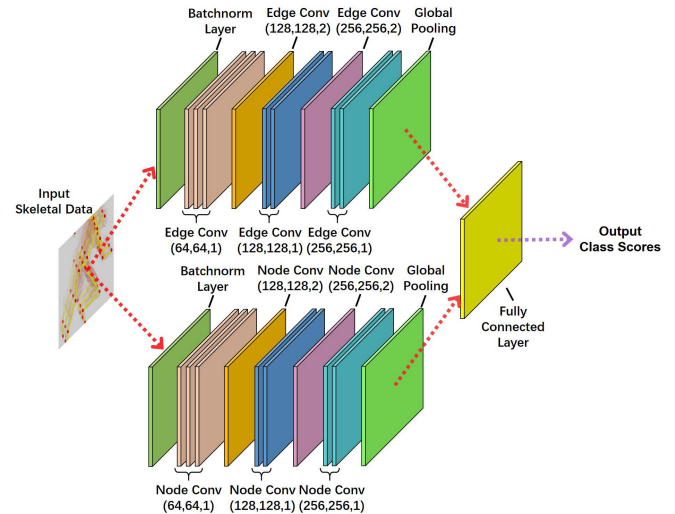 Batchnorm
Layer
Edge Conv
(128,128,2)
Edge Conv
(256,256,2)
Global
Pooling
Input
Skeletal Data
Edge Conv
(64,64,1)
Edge Conv
(128,128,1)
Edge Conv
(256,256,1)
Output
Class Scores
Batchnorm
Layer
Node Conv
(128,128,2)
Node Conv
(256,256,2)
Global
Pooling
Fully
Connected
Layer
Node Conv
(64,64,1)
Node Conv
(128,128,1)
Node Conv
(256,256,1)